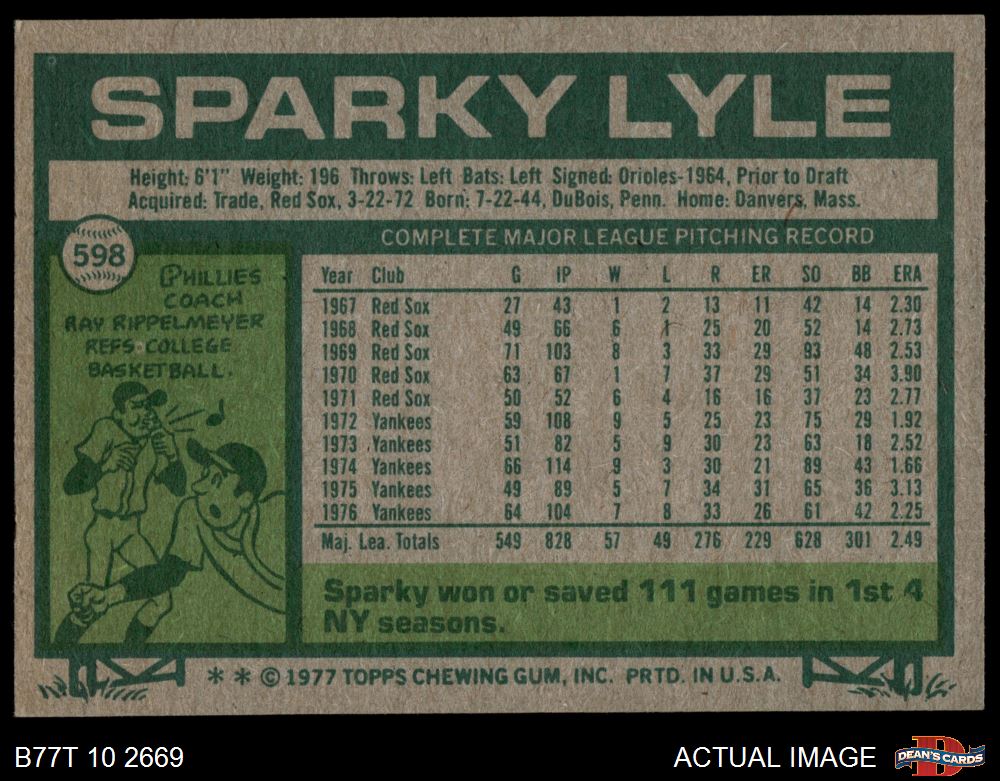 SPARKY LYLE
Height: 6'1" Weight: 196 Throws: Left Bats: Left Signed: Orioles-1964, Prior to Draft
Acquired: Trade, Red Sox, 3-22-72 Born: 7-22-44, DuBois, Penn. Home: Danvers, Mass.
598
PHILLIES
COACH
RAY RIPPELMEYER
REFS COLLEGE
BASKETBALL.
COMPLETE MAJOR LEAGUE PITCHING RECORD
Year Club G IP W L R ER SO BB ERA
1967 Red Sox 27 43 1 2 13 11 42 14 2.30
1968 Red Sox 49 66 6 1 25 20 52 14 2.73
1969 Red Sox 71 103 8 3 33 29 93 48 2.53
1970 Red Sox 63 67 1 7 37 29 51 34 3.90
1971 Red Sox 50 52 6 4 16 16 37 23 2.77
1972 Yankees 59 108 9 5 25 23 75 29 1.92
1973 Yankees 51 82 5 9 30 23 63 18 2.52
1974 Yankees 66 114 9 3 30 21 89 43 1.66
1975 Yankees 49 89 5 7 34 31 65 36 3.13
1976 Yankees 64 104 7 8 33 26 61 42 2.25
Maj. Lea. Totals 549 828 57 49 276 229 628 301 2.49
Sparky won or saved 111 games in 1st 4
NY seasons.
* * © 1977 TOPPS CHEWING GUM, INC. PRTD. IN U.S.A.
B77T 10 2669
ACTUAL IMAGE
D
DEAN'S CARDS